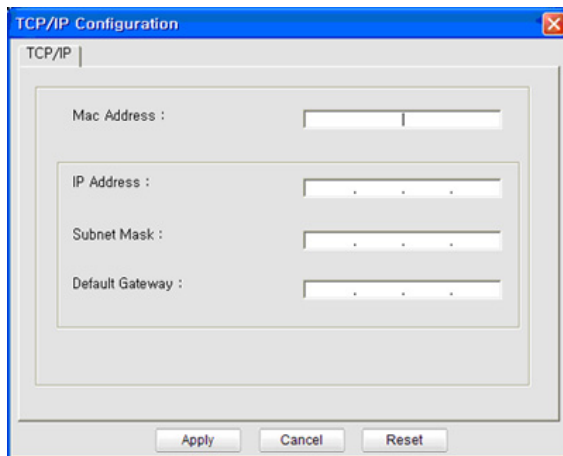 TCP/IP Configuration
TCP/IP
Mac Address :
IP Address :
. . .
Subnet Mask :
. . .
Default Gateway :
. . .
Apply Cancel Reset